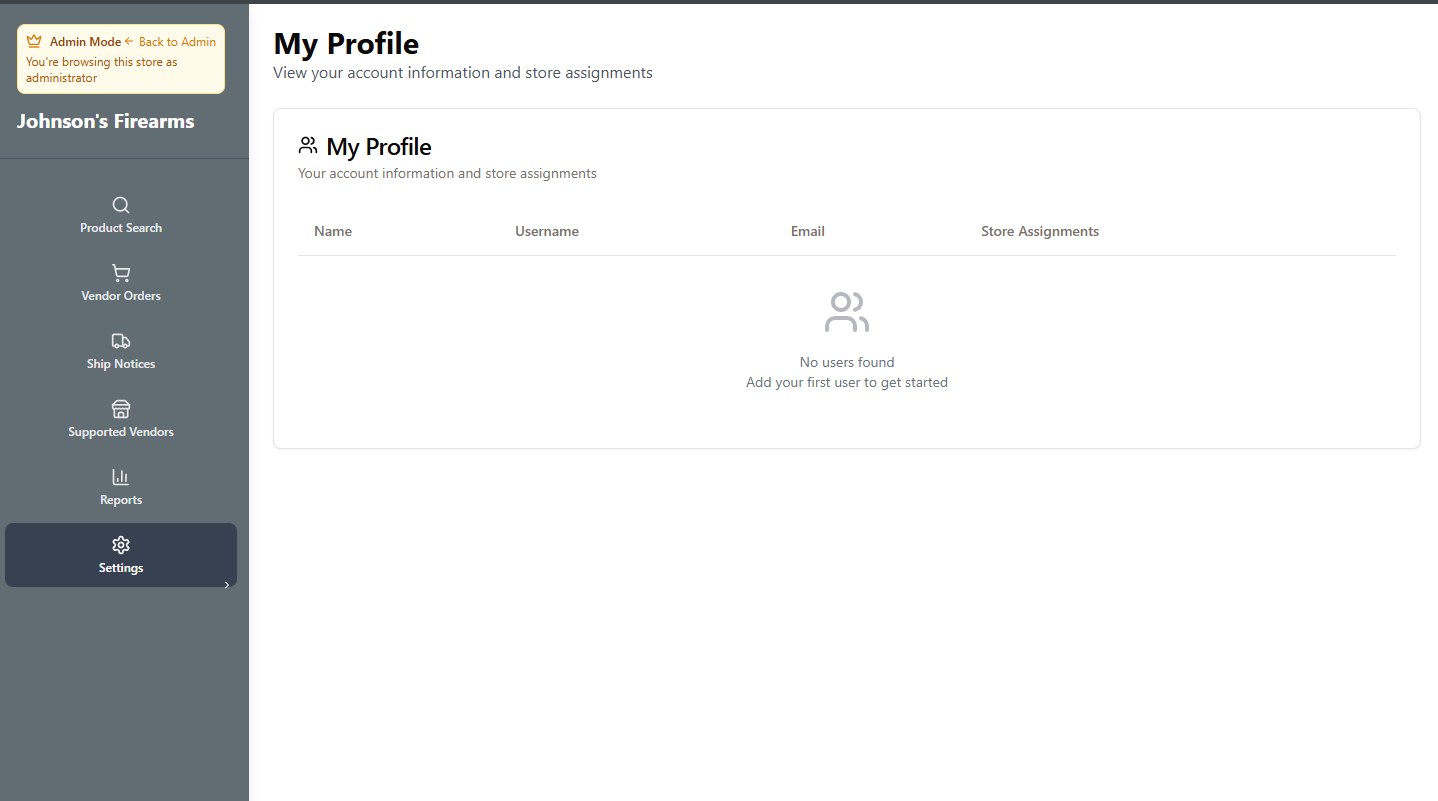 Admin Mode ← Back to Admin
You're browsing this store as
administrator
Johnson's Firearms
Product Search
Vendor Orders
Ship Notices
Supported Vendors
Reports
Settings
My Profile
View your account information and store assignments
My Profile
Your account information and store assignments
Name Username Email Store Assignments
No users found
Add your first user to get started